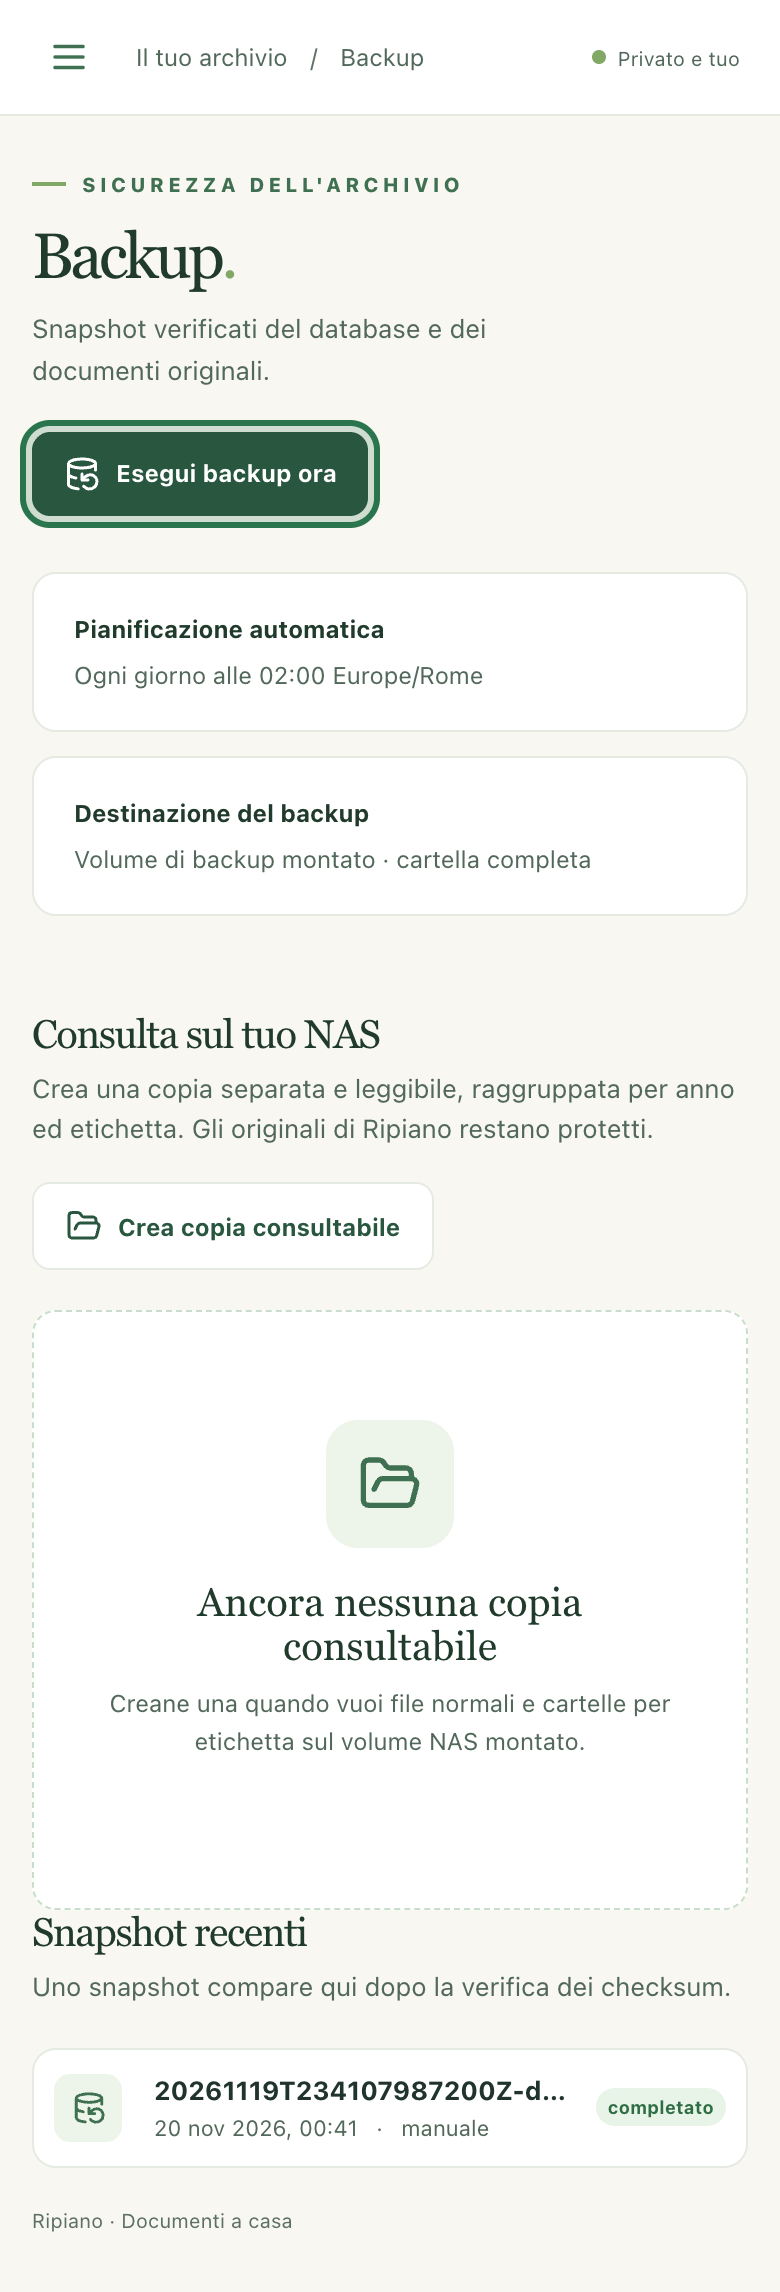 Il tuo archivio / Backup
Privato e tuo
SICUREZZA DELL'ARCHIVIO
Backup.
Snapshot verificati del database e dei
documenti originali.
Esegui backup ora
Pianificazione automatica
Ogni giorno alle 02:00 Europe/Rome
Destinazione del backup
Volume di backup montato · cartella completa
Consulta sul tuo NAS
Crea una copia separata e leggibile, raggruppata per anno
ed etichetta. Gli originali di Ripiano restano protetti.
Crea copia consultabile
Ancora nessuna copia
consultabile
Creane una quando vuoi file normali e cartelle per
etichetta sul volume NAS montato.
Snapshot recenti
Uno snapshot compare qui dopo la verifica dei checksum.
20261119T234107987200Z-d...
completato
20 nov 2026, 00:41 · manuale
Ripiano · Documenti a casa